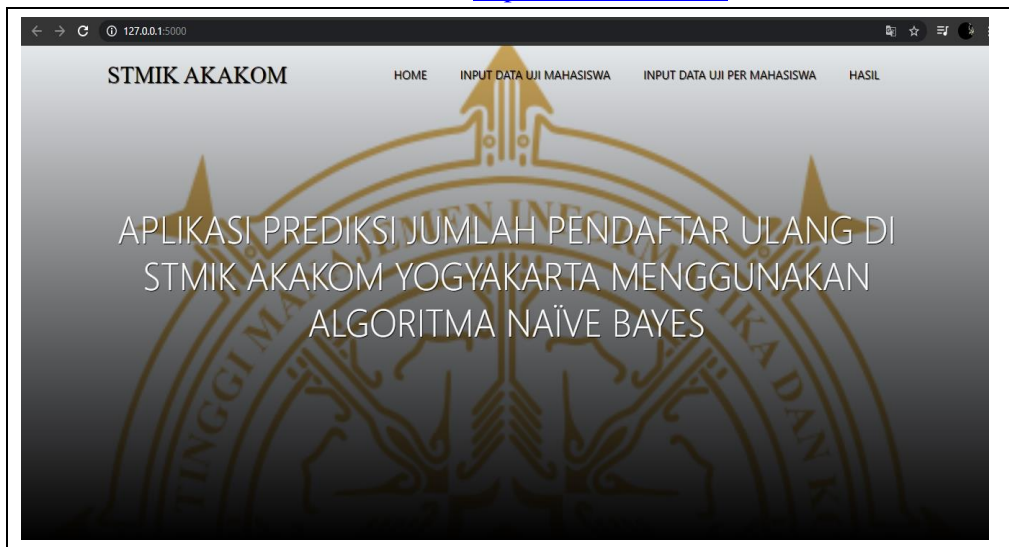 127.0.0.1:5000
STMIK AKAKOM HOME INPUT DATA UJI MAHASISWA INPUT DATA UJI PER MAHASISWA HASIL
APLIKASI PREDIKSI JUMLAH PENDAFTAR ULANG DI
STMIK AKAKOM YOGYAKARTA MENGGUNAKAN
ALGORITMA NAÏVE BAYES